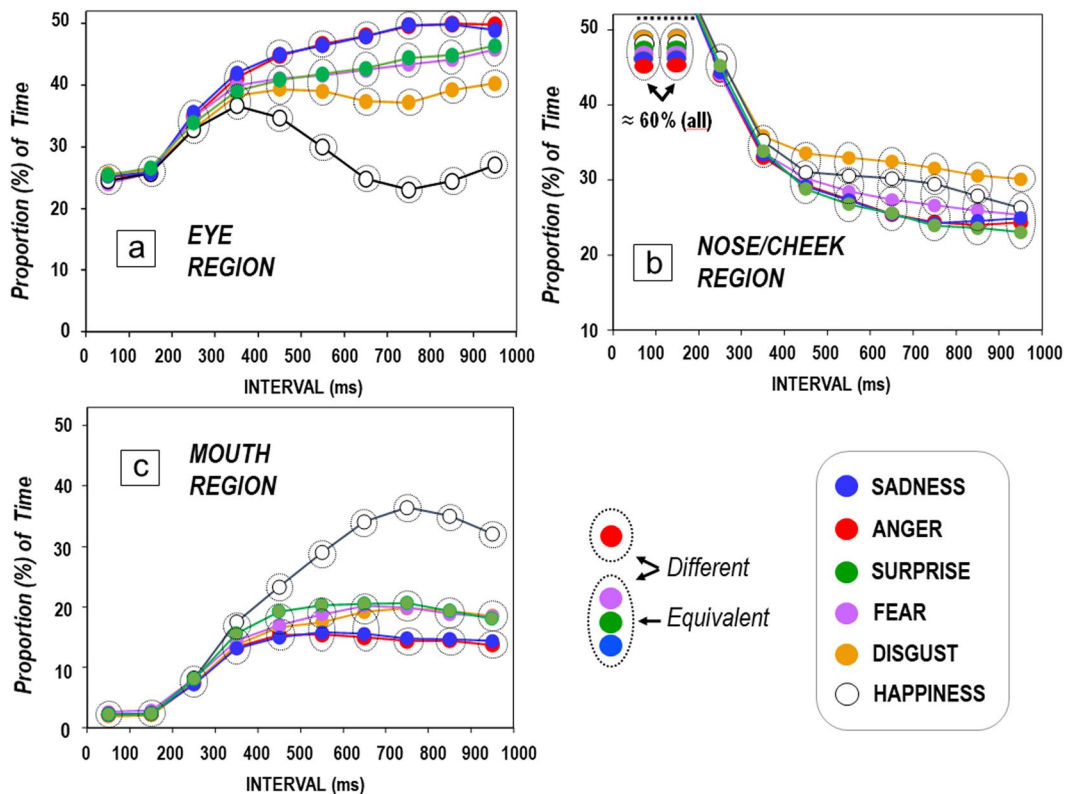 50
40
30
20
10
0
Proportion (%) of Time
a
EYE
REGION
0 100 200 300 400 500 600 700 800 900 1000
INTERVAL (ms)
50
40
30
20
10
Proportion (%) of Time
≈ 60% (all)
b
NOSE/CHEEK
REGION
0 100 200 300 400 500 600 700 800 900 1000
INTERVAL (ms)
50
40
30
20
10
0
Proportion (%) of Time
c
MOUTH
REGION
0 100 200 300 400 500 600 700 800 900 1000
INTERVAL (ms)
Different
Equivalent
SADNESS
ANGER
SURPRISE
FEAR
DISGUST
HAPPINESS